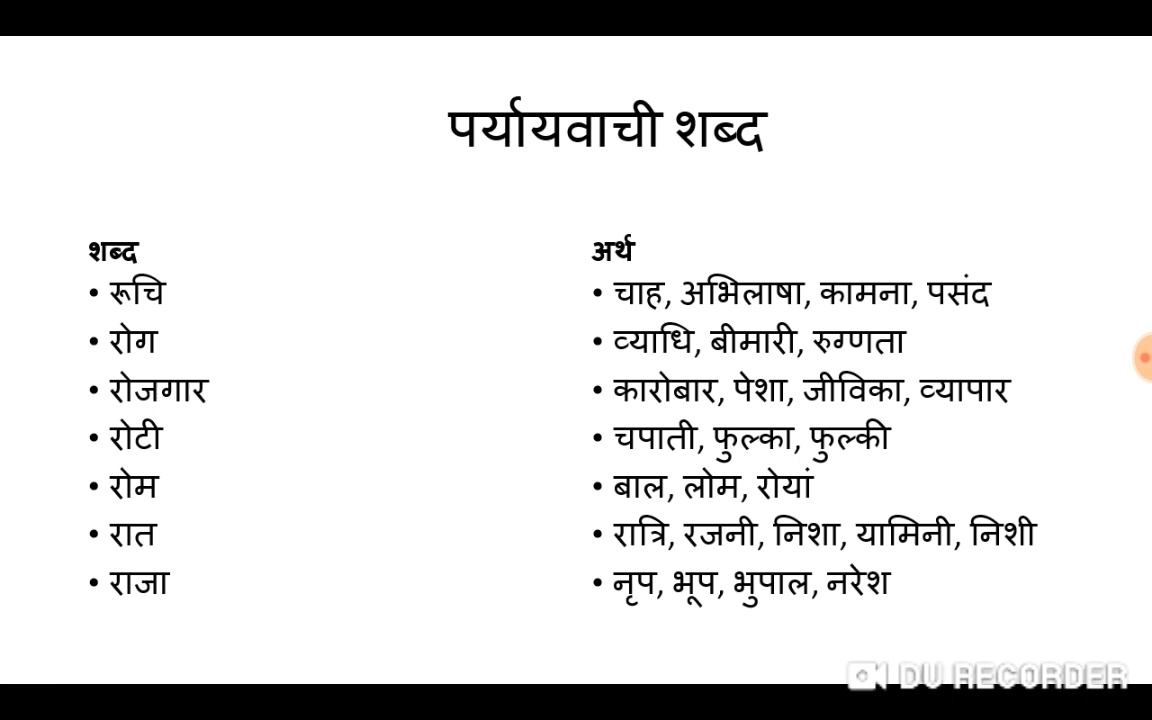 पर्यायवाची शब्द
शब्द
• रूचि
• रोग
• रोजगार
• रोटी
• रोम
• रात
• राजा
अर्थ
• चाह, अभिलाषा, कामना, पसंद
• व्याधि, बीमारी, रुग्णता
• कारोबार, पेशा, जीविका, व्यापार
• चपाती, फुल्का, फुल्की
• बाल, लोम, रोयां
• रात्रि, रजनी, निशा, यामिनी, निशी
• नृप, भूप, भुपाल, नरेश
DU RECORDER